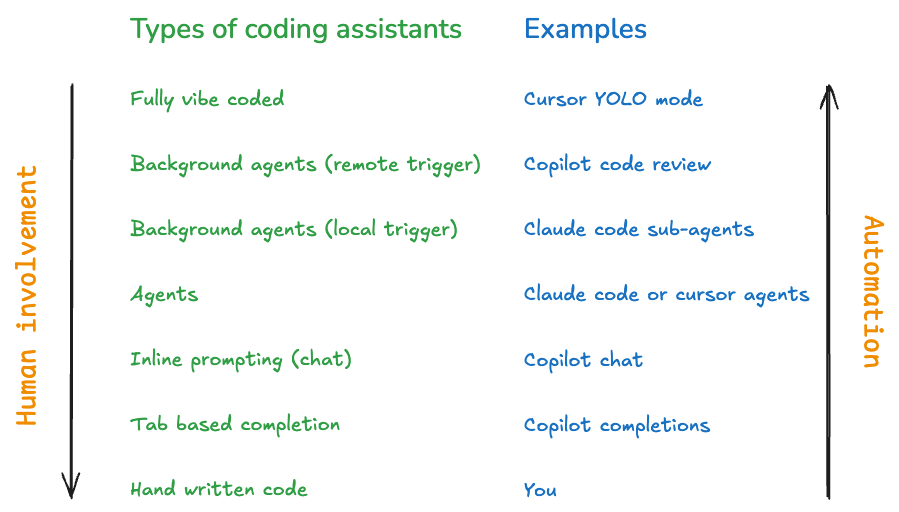 Types of coding assistants Examples
Fully vibe coded Cursor YOLO mode
Background agents (remote trigger) Copilot code review
Background agents (local trigger) Claude code sub-agents
Agents Claude code or cursor agents
Inline prompting (chat) Copilot chat
Tab based completion Copilot completions
Hand written code You
Human involvement
Automation